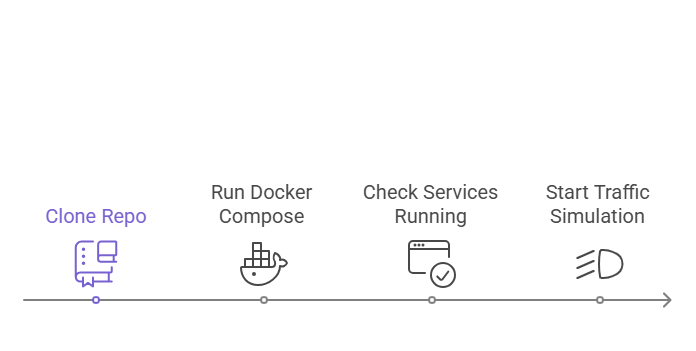 Clone Repo
Run Docker
Compose
Check Services
Running
Start Traffic
Simulation